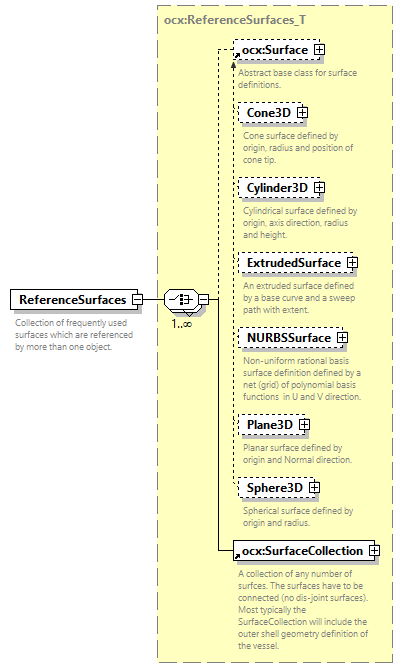 ocx:ReferenceSurfaces_T
ocx:Surface
Abstract base class for surface
definitions.
Cone3D
Cone surface defined by
origin, radius and position of
cone tip.
Cylinder3D
Cylindrical surface defined by
origin, axis direction, radius
and height.
ExtrudedSurface
An extruded surface defined
by a base curve and a sweep
path with extent.
ReferenceSurfaces
Collection of frequently used
surfaces which are referenced
by more than one object.
1..∞
NURBSSurface
Non-uniform rational basis
surface definition defined by a
net (grid) of polynomial basis
functions in U and V direction.
Plane3D
Planar surface defined by
origin and Normal direction.
Sphere3D
Spherical surface defined by
origin and radius.
ocx:SurfaceCollection
A collection of any number of
surfces. The surfaces have to be
connected (no dis-joint surfaces).
Most typically the
SurfaceCollection will include the
outer shell geometry definition of
the vessel.